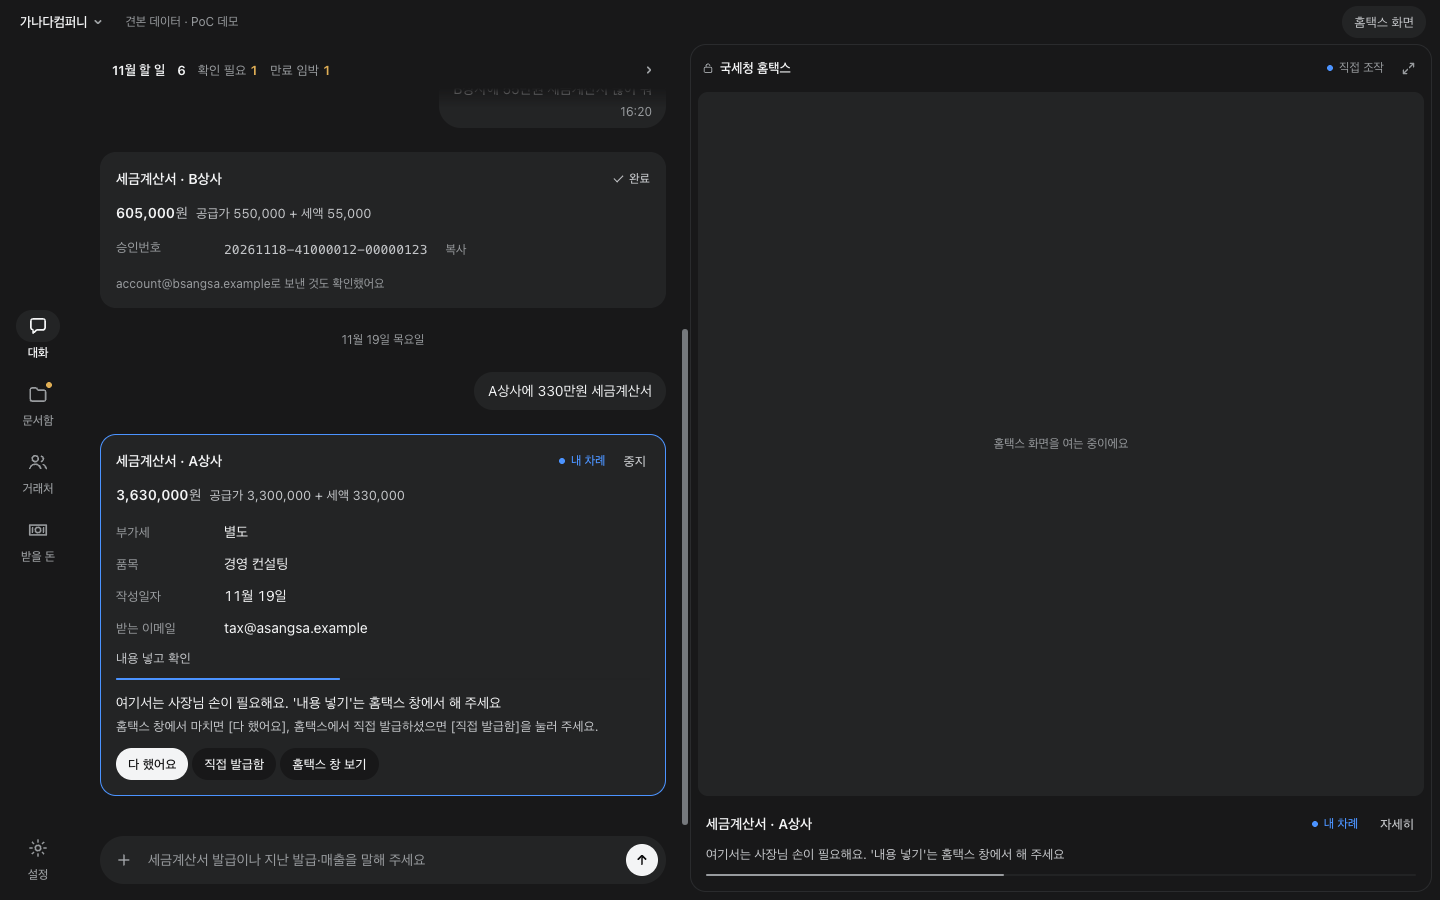 가나다컴퍼니
견본 데이터 · PoC 데모
홈택스 화면
11월 할 일 6 확인 필요 1 만료 임박 1
16:20
세금계산서 · B상사
완료
605,000원 공급가 550,000 + 세액 55,000
승인번호 20261118-41000012-00000123 복사
account@bsangsa.example로 보낸 것도 확인했어요
11월 19일 목요일
A상사에 330만원 세금계산서
세금계산서 · A상사
내 차례
중지
3,630,000원 공급가 3,300,000 + 세액 330,000
부가세 별도
품목 경영 컨설팅
작성일자 11월 19일
받는 이메일 tax@asangsa.example
내용 넣고 확인
여기서는 사장님 손이 필요해요. '내용 넣기'는 홈택스 창에서 해 주세요
홈택스 창에서 마치면 [다 했어요], 홈택스에서 직접 발급하셨으면 [직접 발급함]을 눌러 주세요.
다 했어요
직접 발급함
홈택스 창 보기
세금계산서 발급이나 지난 발급·매출을 말해 주세요
대화
문서함
거래처
받을 돈
설정
국세청 홈택스
직접 조작
홈택스 화면을 여는 중이에요
세금계산서 · A상사
내 차례
자세히
여기서는 사장님 손이 필요해요. '내용 넣기'는 홈택스 창에서 해 주세요